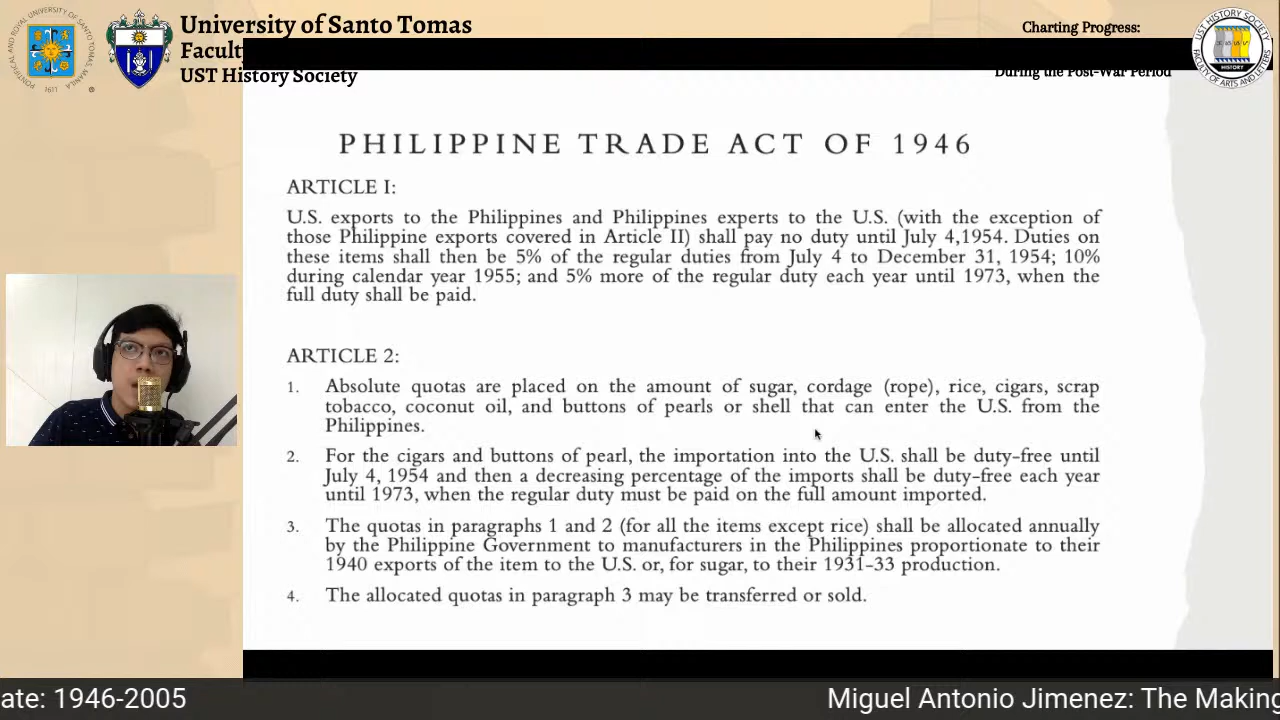 University of Santo Tomas
Faculty
UST History Society
Charting Progress:
During the Post-War Period
PHILIPPINE TRADE ACT OF 1946
ARTICLE I:
U.S. exports to the Philippines and Philippines experts to the U.S. (with the exception of
those Philippine exports covered in Article II) shall pay no duty until July 4,1954. Duties on
these items shall then be 5% of the regular duties from July 4 to December 31, 1954; 10%
during calendar year 1955; and 5% more of the regular duty each year until 1973, when the
full duty shall be paid.
ARTICLE 2:
1. Absolute quotas are placed on the amount of sugar, cordage (rope), rice, cigars, scrap
tobacco, coconut oil, and buttons of pearls or shell that can enter the U.S. from the
Philippines.
2. For the cigars and buttons of pearl, the importation into the U.S. shall be duty-free until
July 4, 1954 and then a decreasing percentage of the imports shall be duty-free each year
until 1973, when the regular duty must be paid on the full amount imported.
3. The quotas in paragraphs 1 and 2 (for all the items except rice) shall be allocated annually
by the Philippine Government to manufacturers in the Philippines proportionate to their
1940 exports of the item to the U.S. or, for sugar, to their 1931-33 production.
4. The allocated quotas in paragraph 3 may be transferred or sold.
ate: 1946-2005
Miguel Antonio Jimenez: The Making